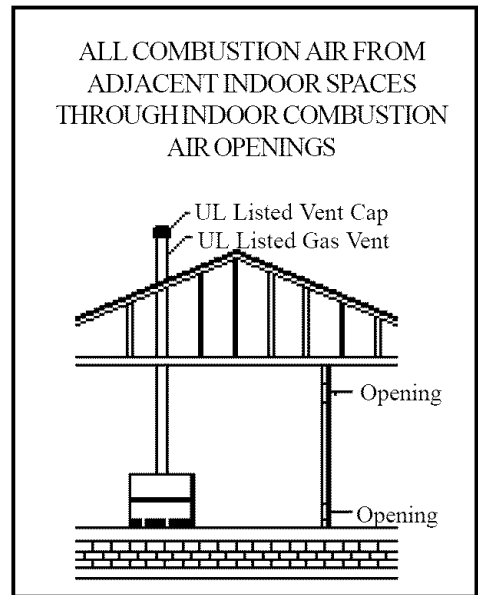 ALL COMBUSTION AIR FROM
ADJACENT INDOOR SPACES
THROUGH INDOOR COMBUSTION
AIR OPENINGS
UL Listed Vent Cap
UL Listed Gas Vent
Opening
Opening